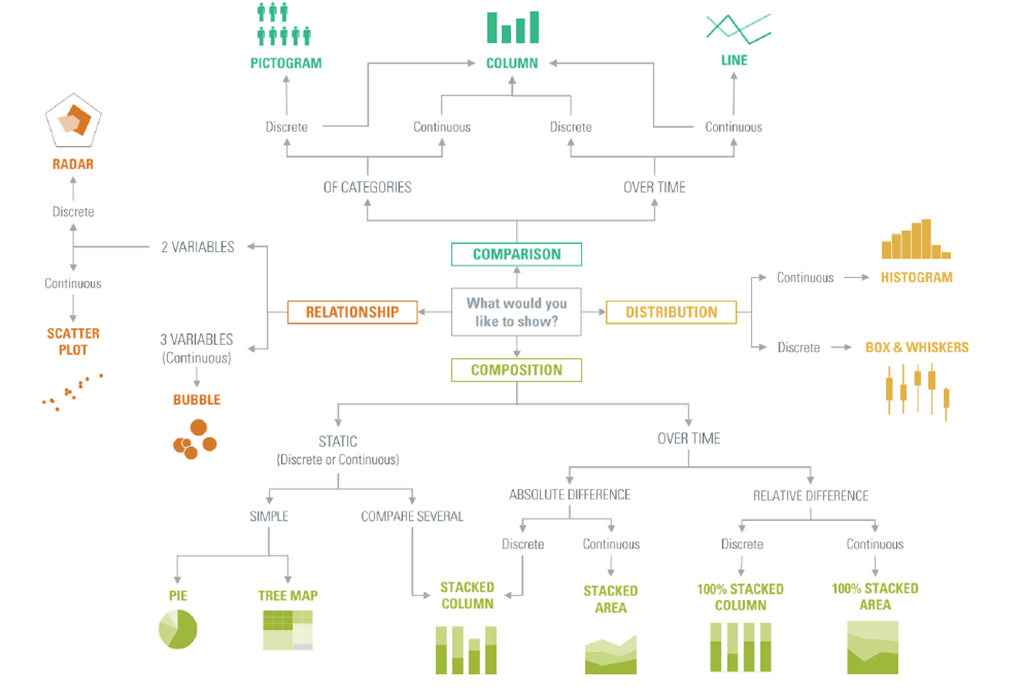 PICTOGRAM
COLUMN
LINE
Discrete
Continuous
Discrete
Continuous
RADAR
OF CATEGORIES
OVER TIME
Discrete
2 VARIABLES
COMPARISON
Continuous
Continuous
HISTOGRAM
RELATIONSHIP
What would you
like to show?
DISTRIBUTION
SCATTER
PLOT
3 VARIABLES
(Continuous)
Discrete
BOX & WHISKERS
COMPOSITION
BUBBLE
STATIC
(Discrete or Continuous)
OVER TIME
ABSOLUTE DIFFERENCE
RELATIVE DIFFERENCE
SIMPLE
COMPARE SEVERAL
Discrete
Continuous
Discrete
Continuous
PIE
TREE MAP
STACKED
COLUMN
STACKED
AREA
100% STACKED
COLUMN
100% STACKED
AREA